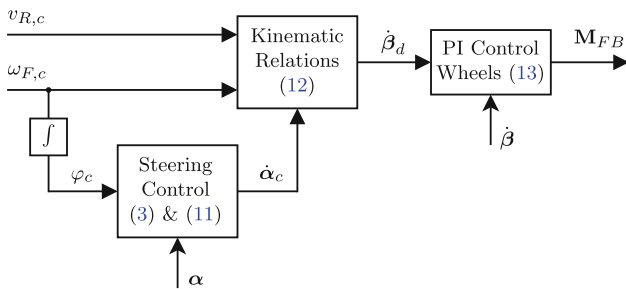 v_{R,c}
ω_{F,c}
∫
φ_c
Steering
Control
(3) & (11)
α
α̇_c
Kinematic
Relations
(12)
β̇_d
PI Control
Wheels (13)
β̇
M_{FB}